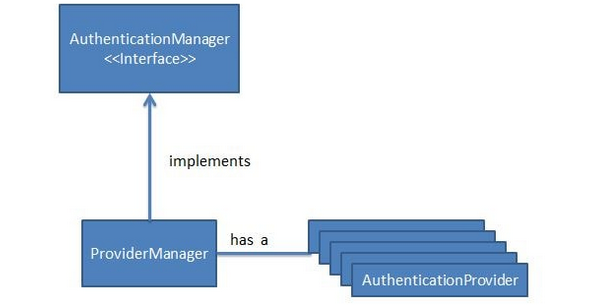 AuthenticationManager
<<Interface>>
implements
ProviderManager
has a
AuthenticationProvider